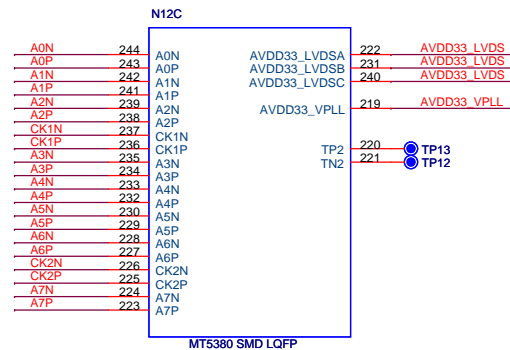 N12C
A0N 244 A0N AVDD33_LVDSA 222 AVDD33_LVDS
A0P 243 A0P AVDD33_LVDSB 231 AVDD33_LVDS
A1N 242 A1N AVDD33_LVDSC 240 AVDD33_LVDS
A1P 241 A1P
A2N 239 A2N AVDD33_VPLL 219 AVDD33_VPLL
A2P 238 A2P
CK1N 237 CK1N
CK1P 236 CK1P TP2 220 TP13
A3N 235 A3N TN2 221 TP12
A3P 234 A3P
A4N 233 A4N
A4P 232 A4P
A5N 230 A5N
A5P 229 A5P
A6N 228 A6N
A6P 227 A6P
CK2N 226 CK2N
CK2P 225 CK2P
A7N 224 A7N
A7P 223 A7P
MT5380 SMD LQFP